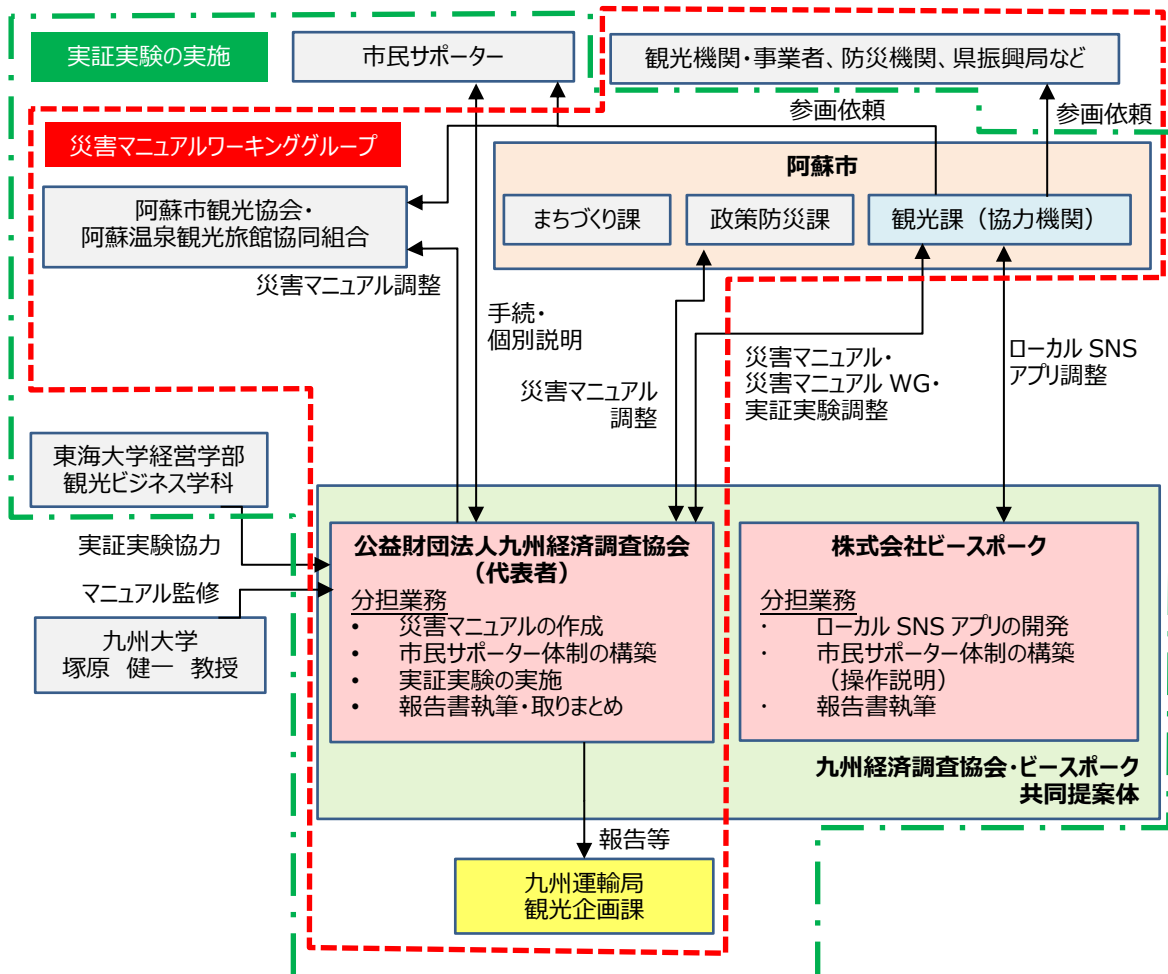 実証実験の実施
市民サポーター
観光機関・事業者、防災機関、県振興局など
参画依頼
参画依頼
災害マニュアルワーキンググループ
阿蘇市
阿蘇市観光協会・
阿蘇温泉観光旅館協同組合
まちづくり課
政策防災課
観光課（協力機関）
災害マニュアル調整
手続・
個別説明
災害マニュアル
調整
災害マニュアル・
災害マニュアル WG・
実証実験調整
ローカル SNS
アプリ調整
東海大学経営学部
観光ビジネス学科
実証実験協力
マニュアル監修
九州大学
塚原 健一 教授
公益財団法人九州経済調査協会
（代表者）
分担業務
• 災害マニュアルの作成
• 市民サポーター体制の構築
• 実証実験の実施
• 報告書執筆・取りまとめ
株式会社ビースポーク
分担業務
· ローカル SNS アプリの開発
· 市民サポーター体制の構築
（操作説明）
· 報告書執筆
九州経済調査協会・ビースポーク
共同提案体
報告等
九州運輸局
観光企画課